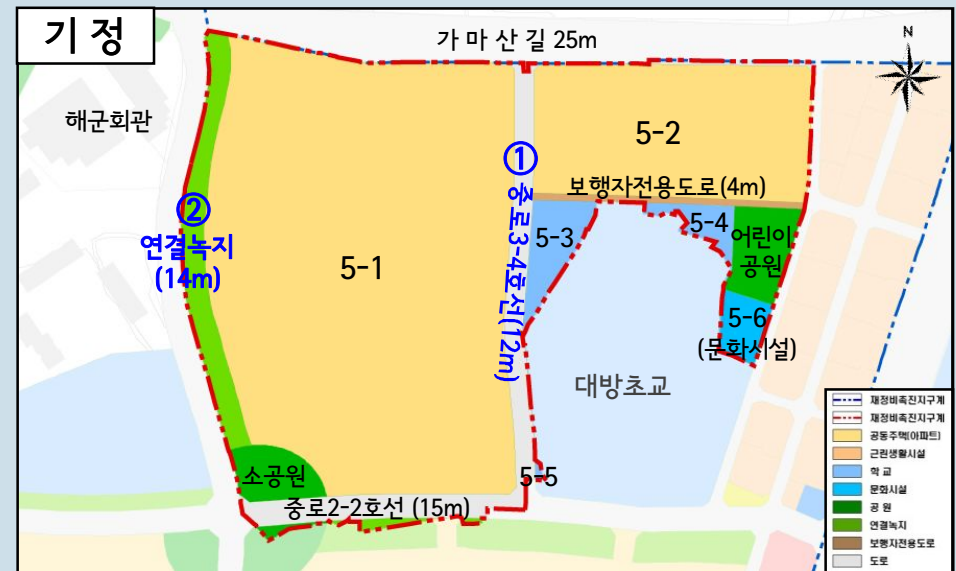 기 정
가 마 산 길 25m
N
해군회관
5-2
①
중로3-4호선(12m)
보행자전용도로(4m)
②
연결녹지
(14m)
5-1
5-3
5-4
어린이
공원
5-6
(문화시설)
대방초교
소공원
5-5
중로2-2호선 (15m)
재정비촉진지구계
재정비촉진지구계
공동주택(아파트)
근린생활시설
학 교
문화시설
공 원
연결녹지
보행자전용도로
도로